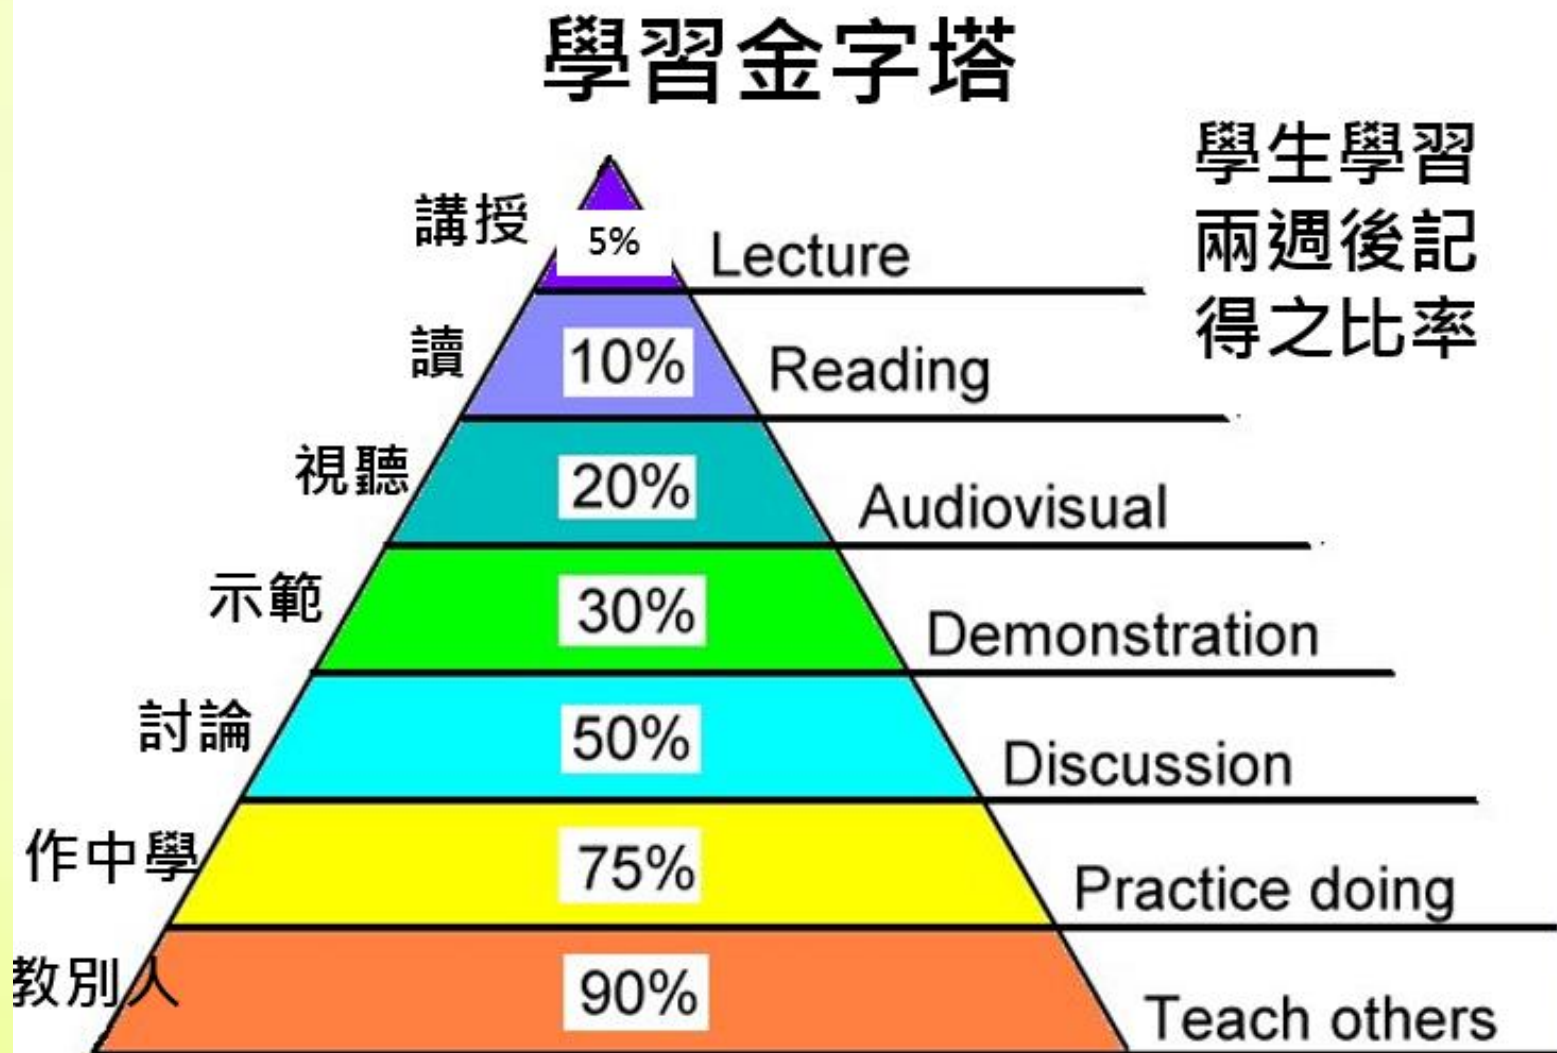 學習金字塔
學生學習
兩週後記
得之比率
講授
5%
Lecture
讀
10%
Reading
視聽
20%
Audiovisual
示範
30%
Demonstration
討論
50%
Discussion
作中學
75%
Practice doing
教別人
90%
Teach others